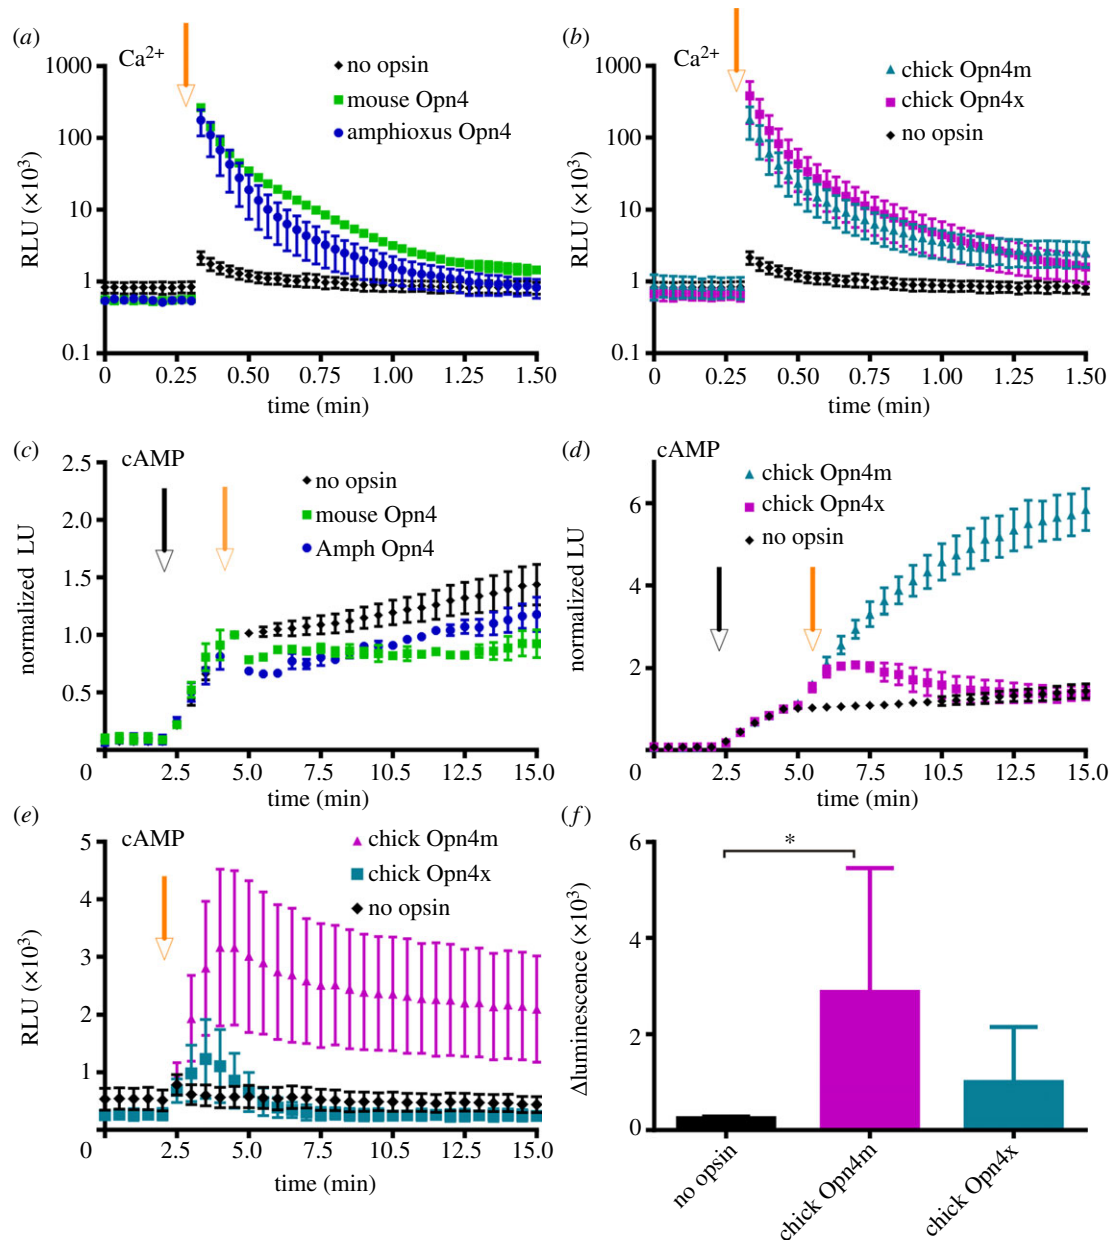 (a)
Ca2+
no opsin
mouse Opn4
amphioxus Opn4
1000
100
10
1
0.1
RLU (×10³)
0 0.25 0.50 0.75 1.00 1.25 1.50
time (min)
(b)
Ca2+
chick Opn4m
chick Opn4x
no opsin
1000
100
10
1
0.1
RLU (×10³)
0 0.25 0.50 0.75 1.00 1.25 1.50
time (min)
(c)
cAMP
no opsin
mouse Opn4
Amph Opn4
2.5
2.0
1.5
1.0
0.5
normalized LU
0 2.5 5.0 7.5 10.5 12.5 15.0
time (min)
(d)
cAMP
chick Opn4m
chick Opn4x
no opsin
6
4
2
normalized LU
0 2.5 5.0 7.5 10.5 12.5 15.0
time (min)
(e)
cAMP
chick Opn4m
chick Opn4x
no opsin
5
4
3
2
1
RLU (×10³)
0 2.5 5.0 7.5 10.5 12.5 15.0
time (min)
(f)
*
6
4
2
0
Δluminescence (×10³)
no opsin
chick Opn4m
chick Opn4x